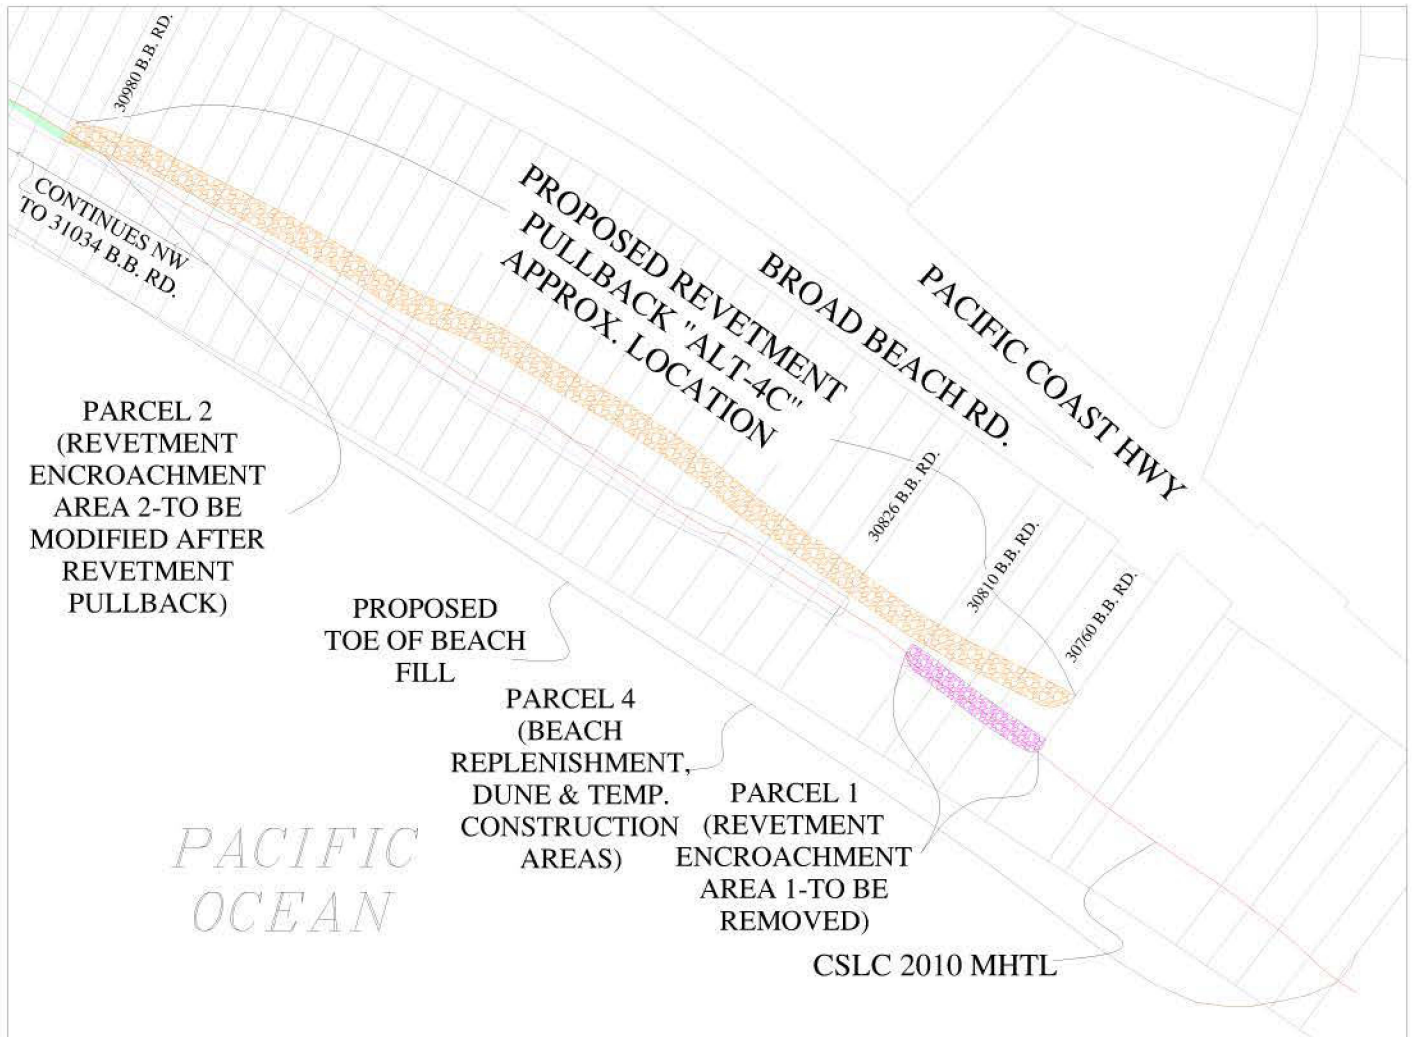 30980 B.B. RD.
CONTINUES NW
TO 31034 B.B. RD.
PROPOSED REVETMENT
PULLBACK "ALT-4C"
APPROX. LOCATION
BROAD BEACH RD.
PACIFIC COAST HWY
30826 B.B. RD.
30810 B.B. RD.
30760 B.B. RD.
PARCEL 2
(REVETMENT
ENCROACHMENT
AREA 2-TO BE
MODIFIED AFTER
REVETMENT
PULLBACK)
PROPOSED
TOE OF BEACH
FILL
PARCEL 4
(BEACH
REPLENISHMENT,
DUNE & TEMP.
CONSTRUCTION
AREAS)
PARCEL 1
(REVETMENT
ENCROACHMENT
AREA 1-TO BE
REMOVED)
PACIFIC
OCEAN
CSLC 2010 MHTL